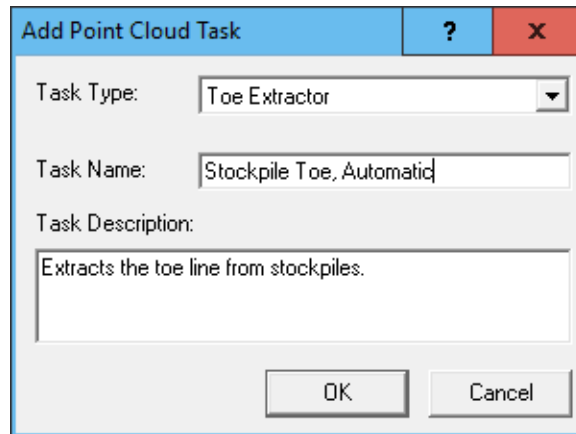 Add Point Cloud Task ? x
Task Type: Toe Extractor
Task Name: Stockpile Toe, Automatic
Task Description:
Extracts the toe line from stockpiles.
OK Cancel